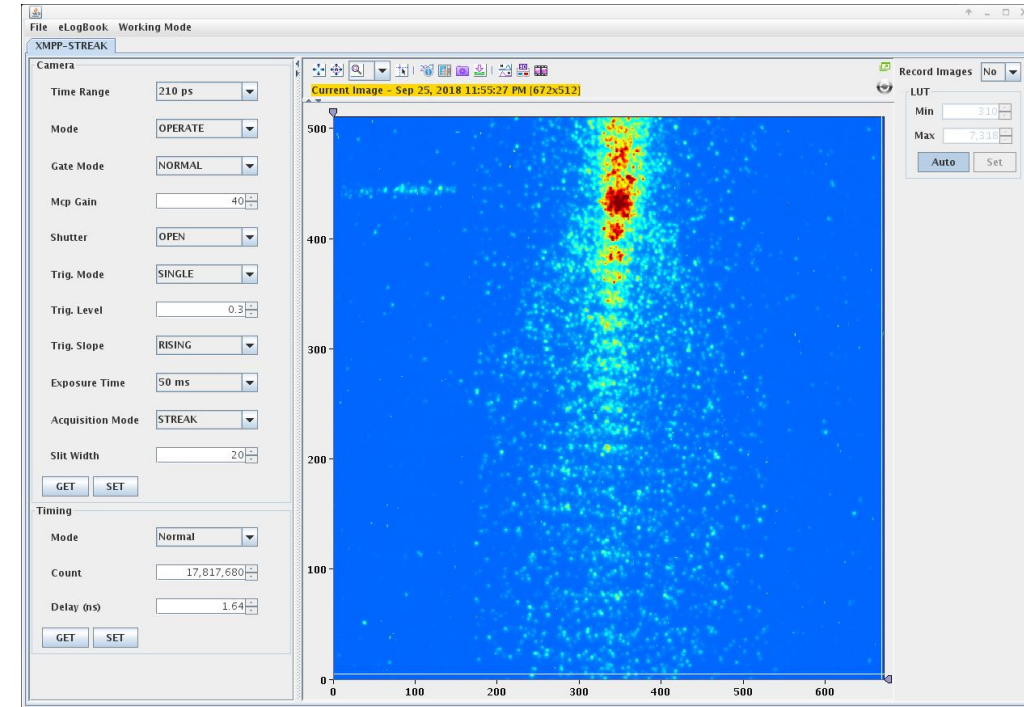 File eLogBook Working Mode
XMPP-STREAK
Camera
Time Range 210 ps
Mode OPERATE
Gate Mode NORMAL
Mcp Gain 40
Shutter OPEN
Trig. Mode SINGLE
Trig. Level 0.3
Trig. Slope RISING
Exposure Time 50 ms
Acquisition Mode STREAK
Slit Width 20
GET SET
Timing
Mode Normal
Count 17,817,680
Delay (ns) 1.64
GET SET
Current Image - Sep 25, 2018 11:55:27 PM [672x512]
500
400
300
200
100
0
0 100 200 300 400 500 600
Record Images No
LUT
Min 310
Max 7,318
Auto Set